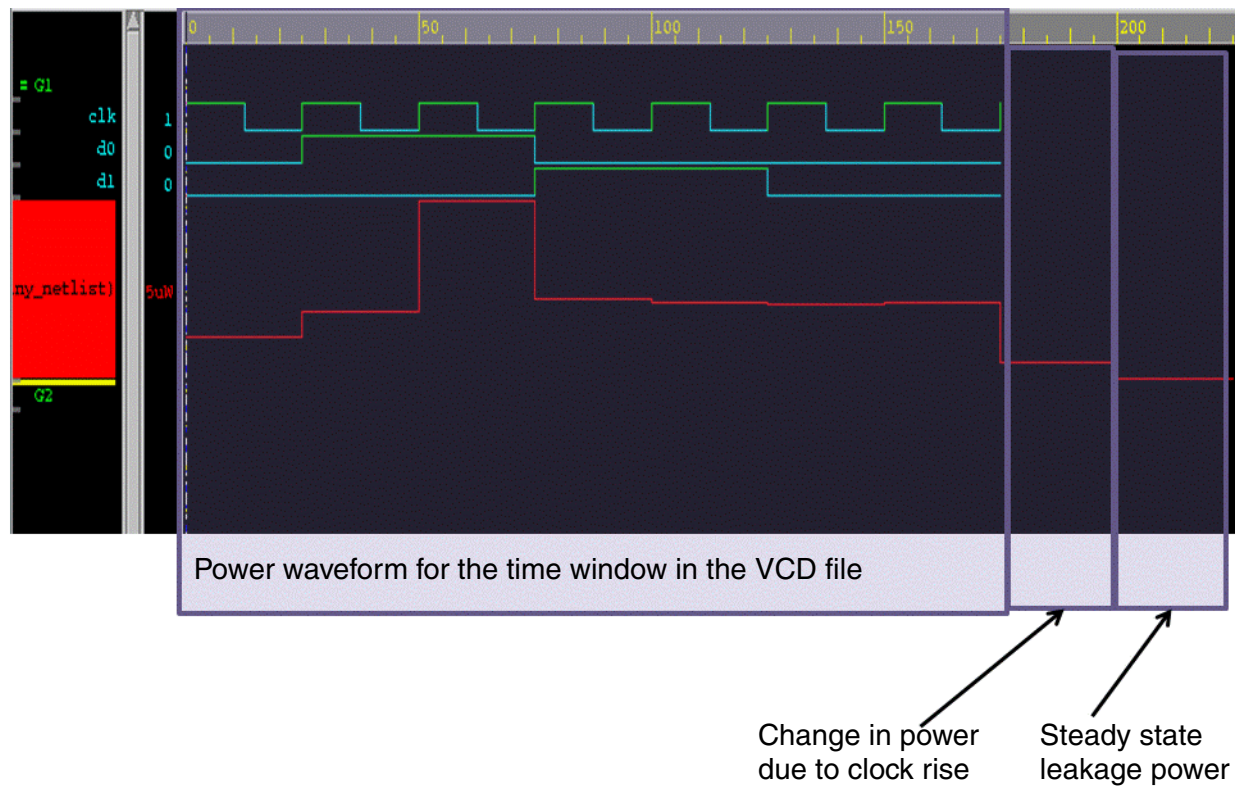 0 50 100 150 200
= G1
clk 1
d0 0
d1 0
ny_netlist) 5uW
G2
Power waveform for the time window in the VCD file
Change in power
due to clock rise
Steady state
leakage power